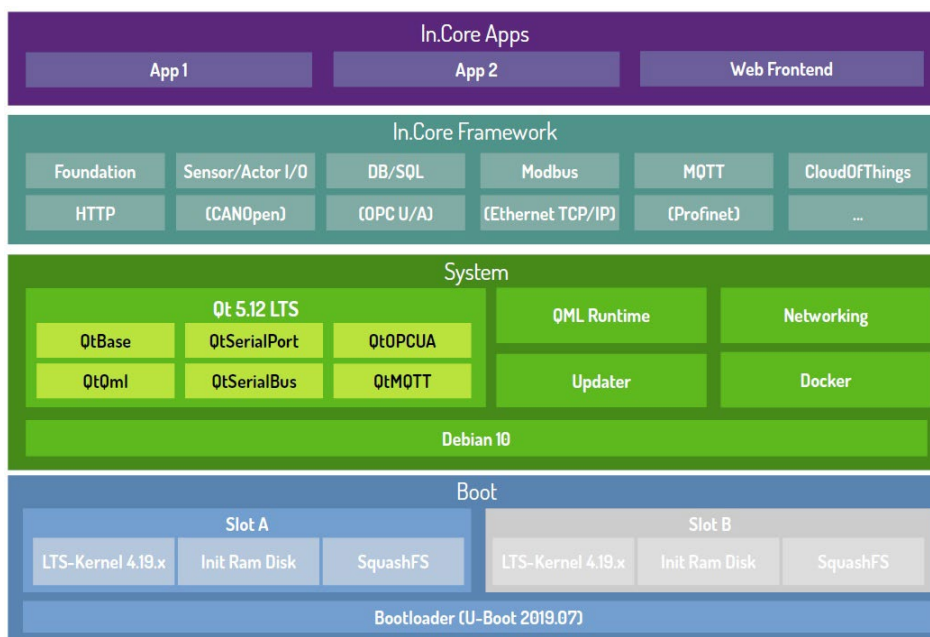 In.Core Apps
App 1 App 2 Web Frontend
In.Core Framework
Foundation Sensor/Actor I/O DB/SQL Modbus MQTT CloudOfThings
HTTP (CANOpen) (OPC U/A) (Ethernet TCP/IP) (Profinet) ...
System
Qt 5.12 LTS
QML Runtime Networking
QtBase QtSerialPort QtOPCUA
QtQml QtSerialBus QtMQTT
Updater Docker
Debian 10
Boot
Slot A Slot B
LTS-Kernel 4.19.x Init Ram Disk SquashFS LTS-Kernel 4.19.x Init Ram Disk SquashFS
Bootloader (U-Boot 2019.07)